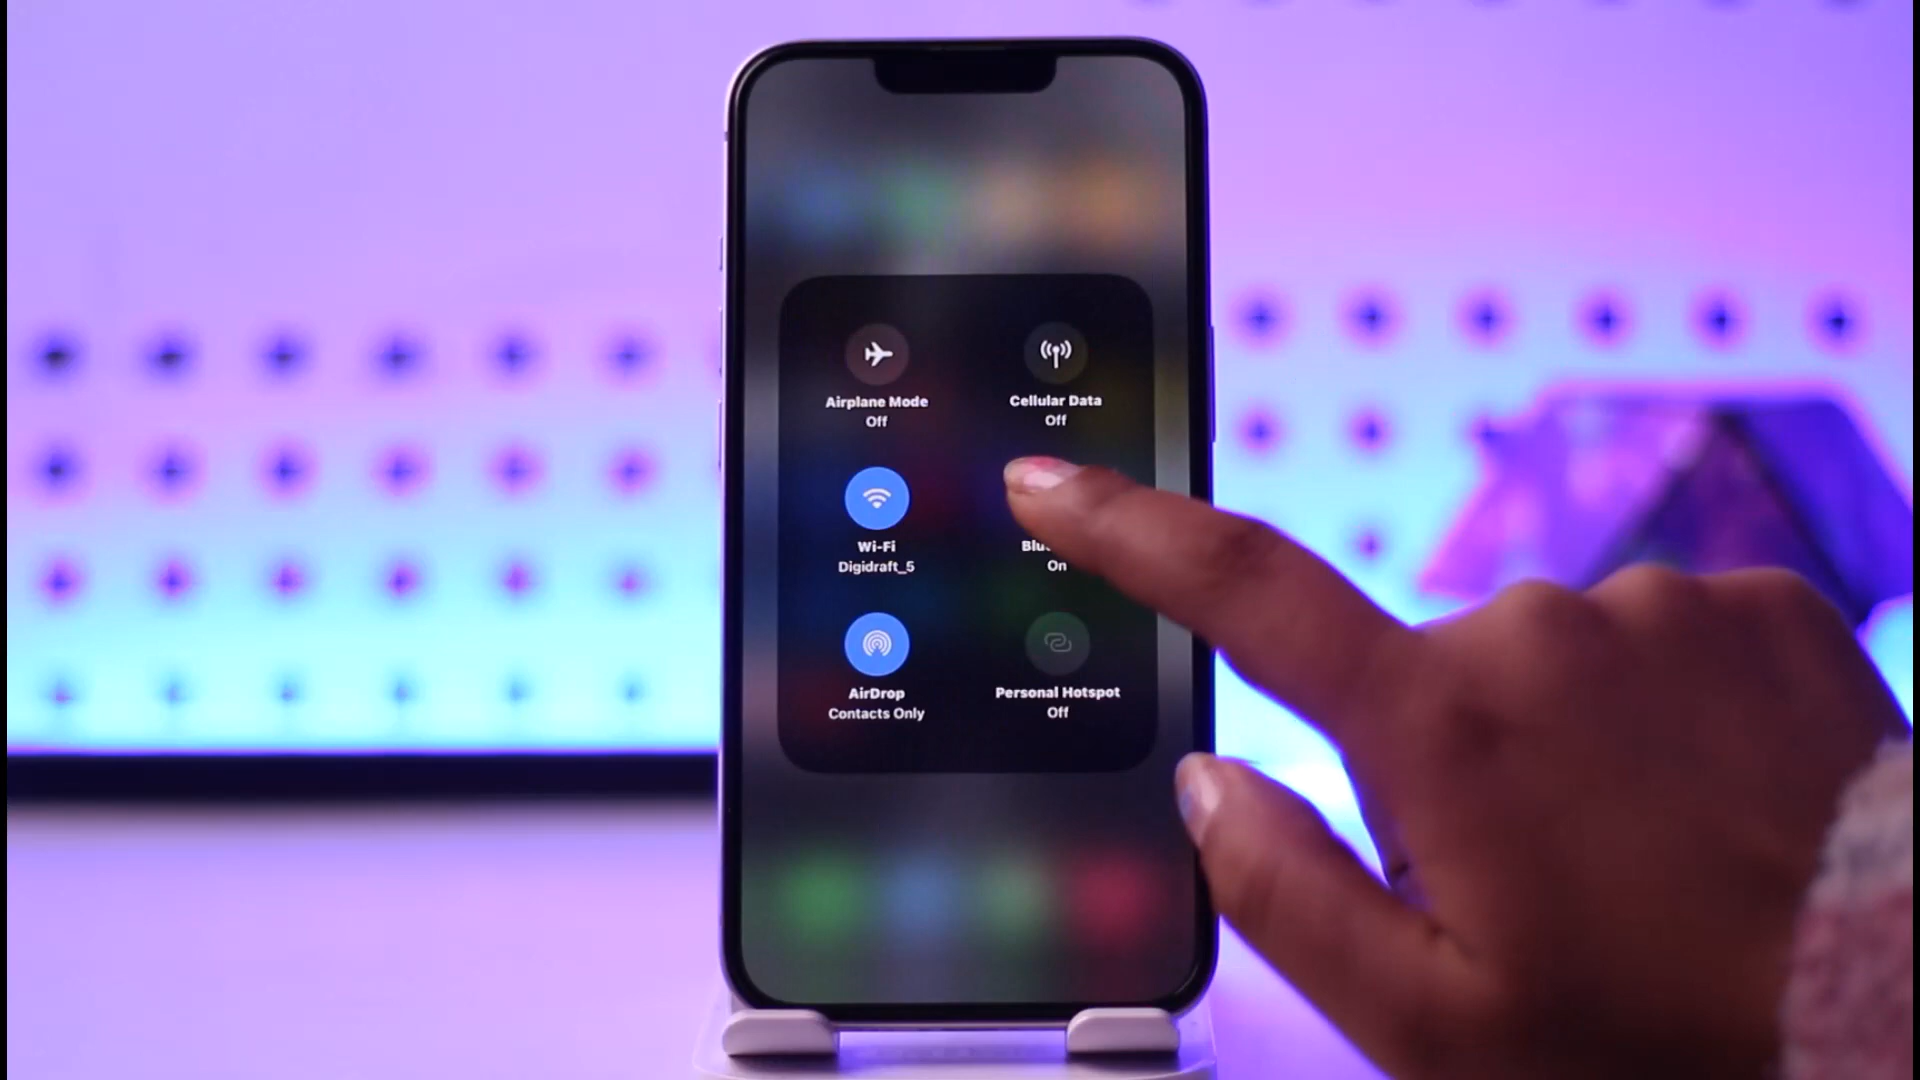 Airplane Mode
Off
Cellular Data
Off
Wi-Fi
Digidraft_5
On
AirDrop
Contacts Only
Personal Hotspot
Off